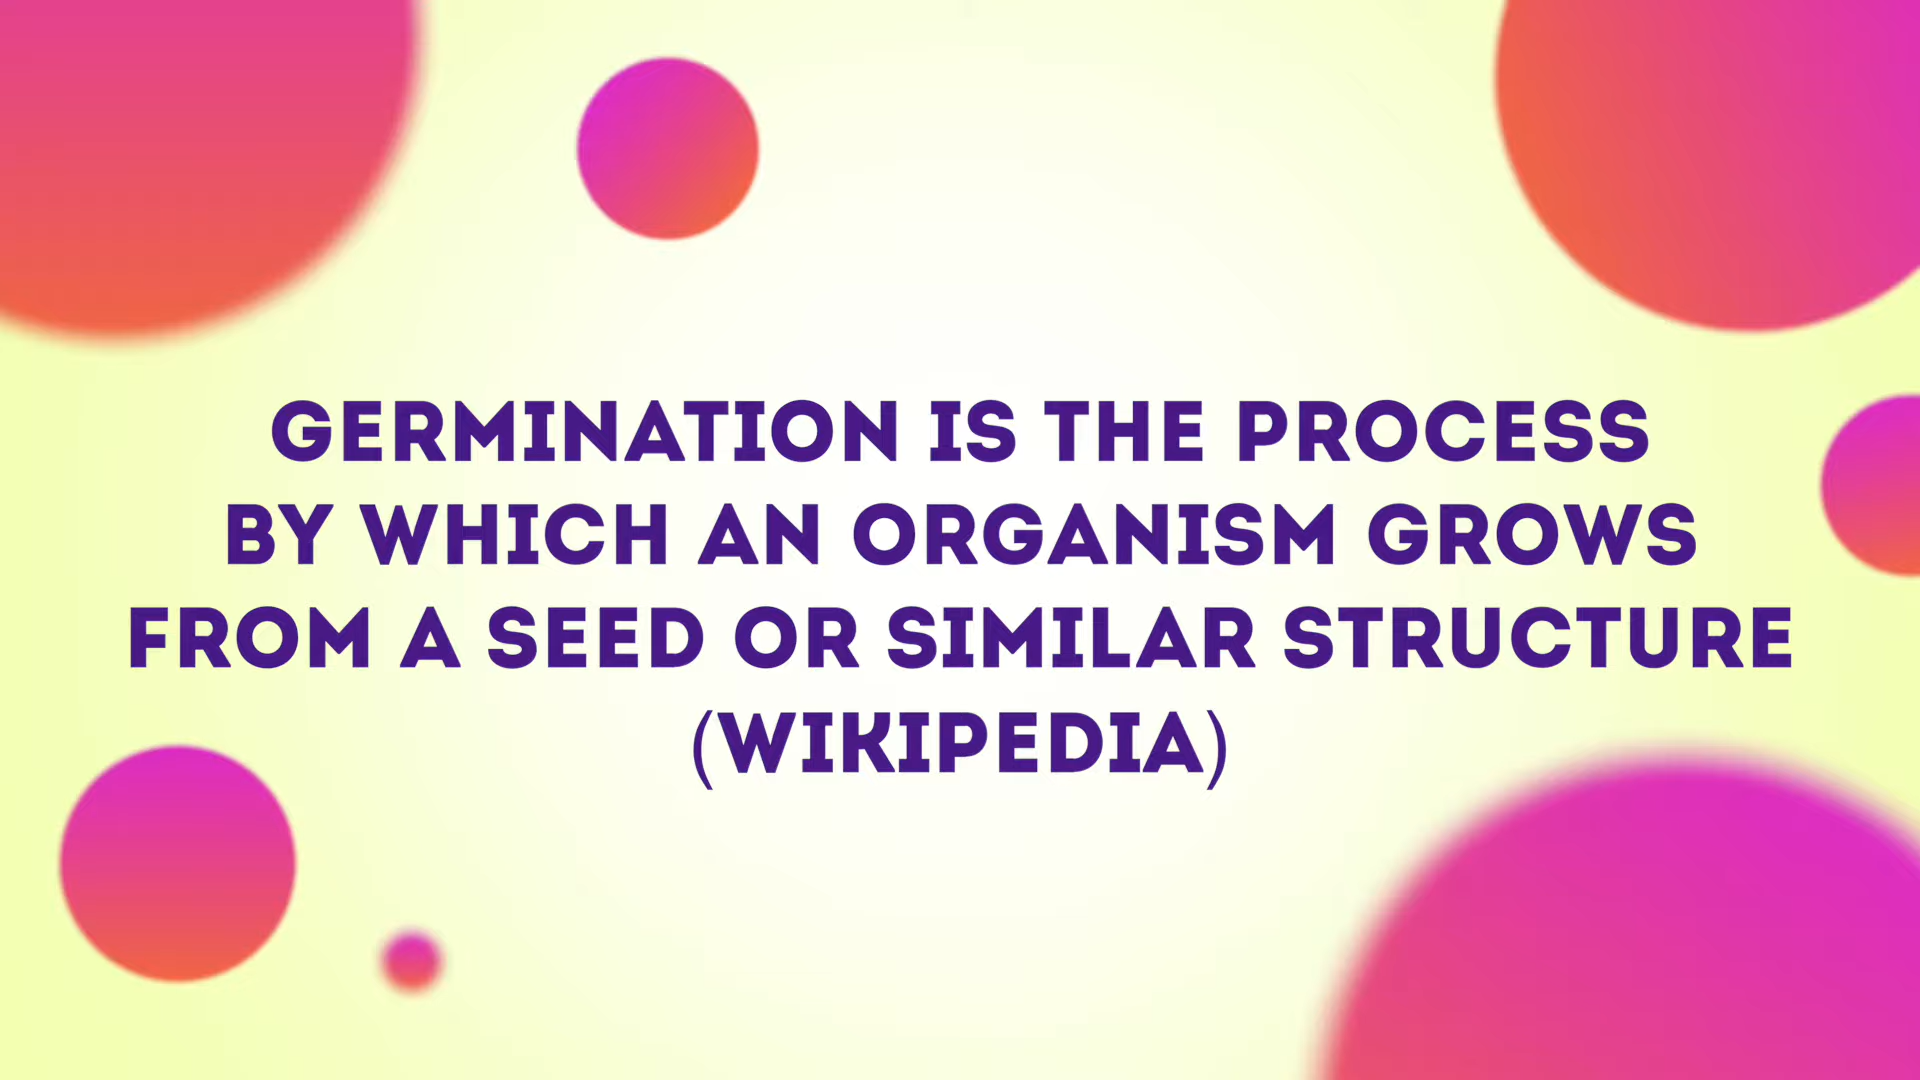 GERMINATION IS THE PROCESS
BY WHICH AN ORGANISM GROWS
FROM A SEED OR SIMILAR STRUCTURE
(WIKIPEDIA)